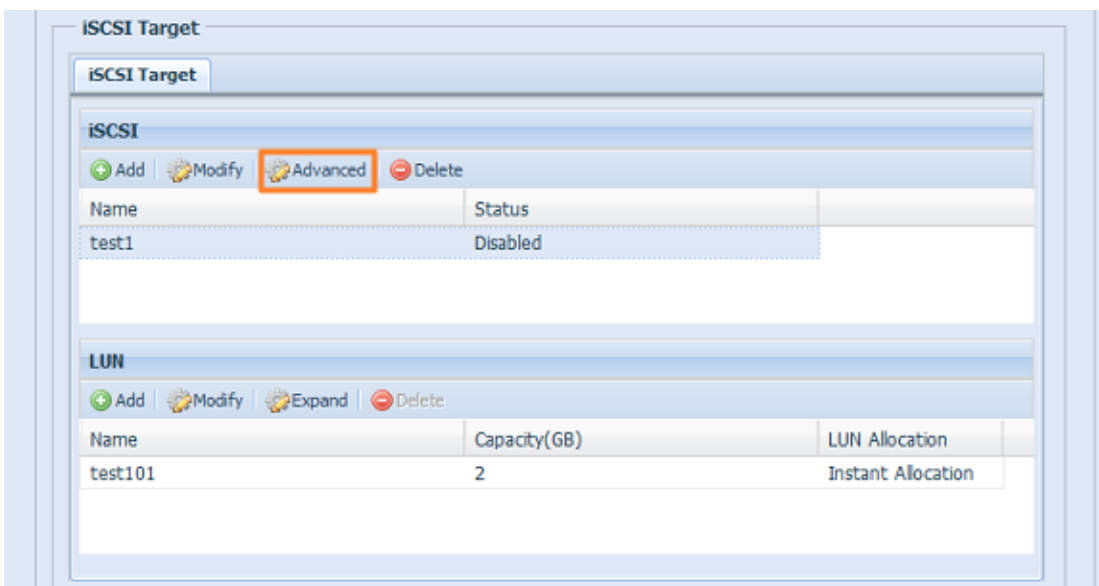 iSCSI Target
iSCSI Target
iSCSI
Add Modify Advanced Delete
Name Status
test1 Disabled
LUN
Add Modify Expand Delete
Name Capacity(GB) LUN Allocation
test101 2 Instant Allocation